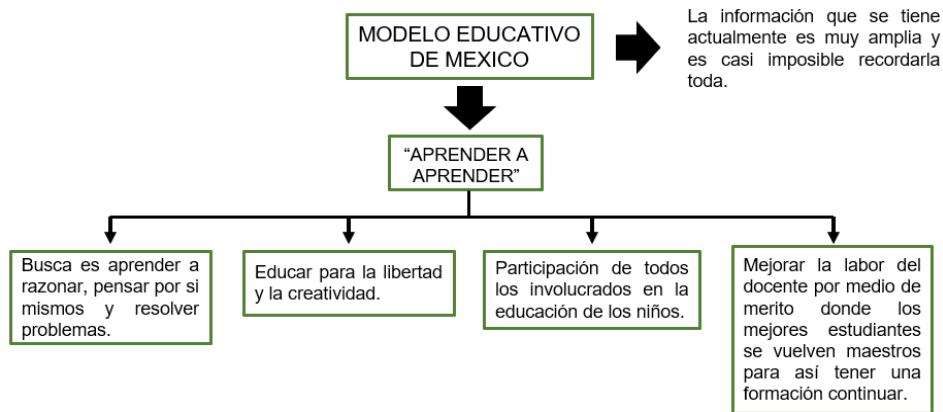 MODELO EDUCATIVO
DE MEXICO
La información que se tiene
actualmente es muy amplia y
es casi imposible recordarla
toda.
“APRENDER A
APRENDER”
Busca es aprender a
razonar, pensar por si
mismos y resolver
problemas.
Educar para la libertad
y la creatividad.
Participación de todos
los involucrados en la
educación de los niños.
Mejorar la labor del
docente por medio de
merito donde los
mejores estudiantes
se vuelven maestros
para así tener una
formación continuar.